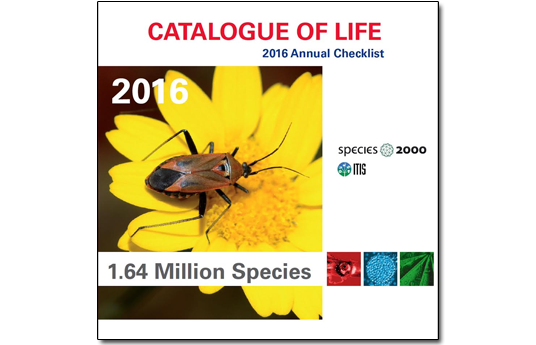 CATALOGUE OF LIFE
2016 Annual Checklist
2016
species 2000
ITIS
1.64 Million Species